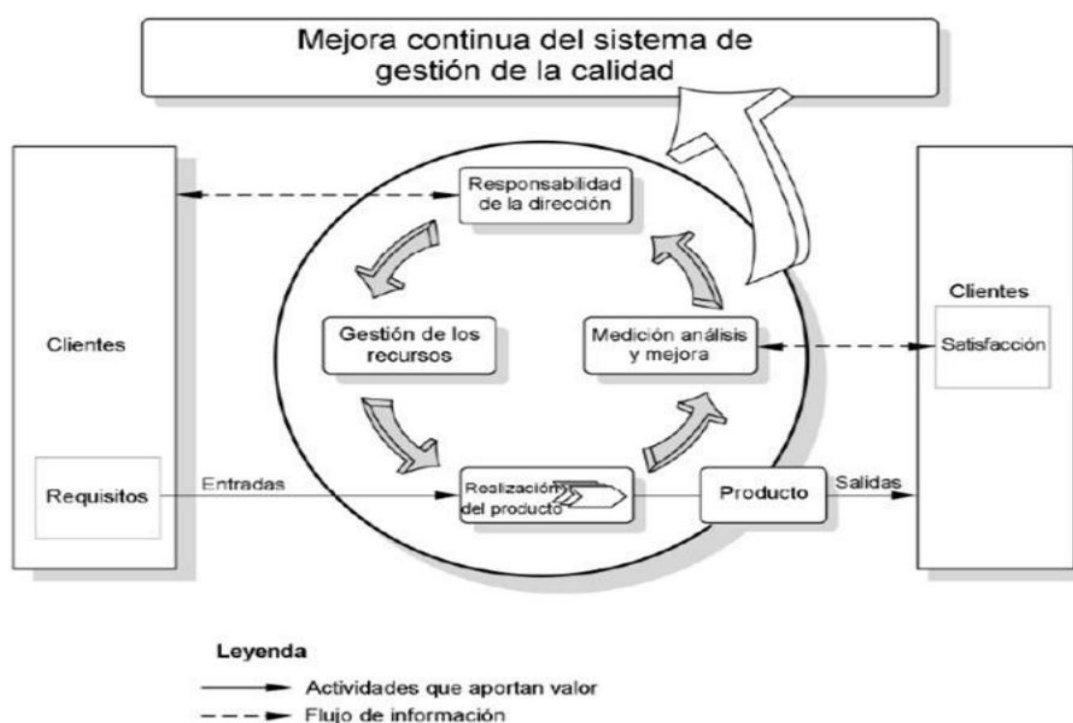 Mejora continua del sistema de
gestión de la calidad
Responsabilidad
de la dirección
Clientes
Gestión de los
recursos
Medición análisis
y mejora
Clientes
Satisfacción
Requisitos
Entradas
Realización
del producto
Producto
Salidas
Leyenda
Actividades que aportan valor
Flujo de información